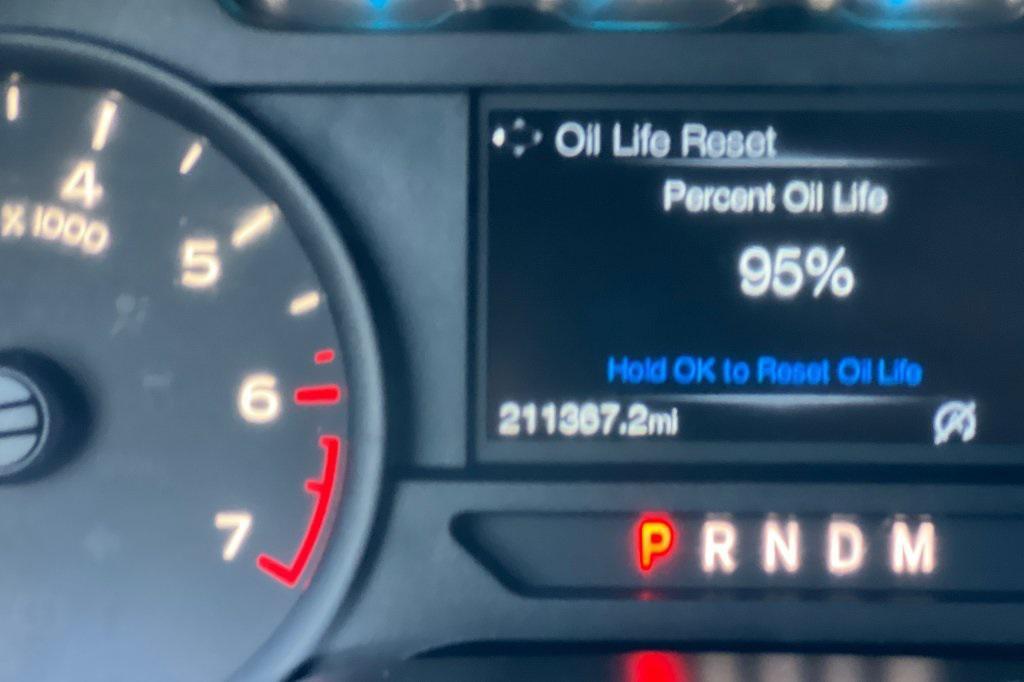 Oil Life Reset
Percent Oil Life
95%
Hold OK to Reset Oil Life
211367.2mi
P R N D M
4
X 1000
5
6
7